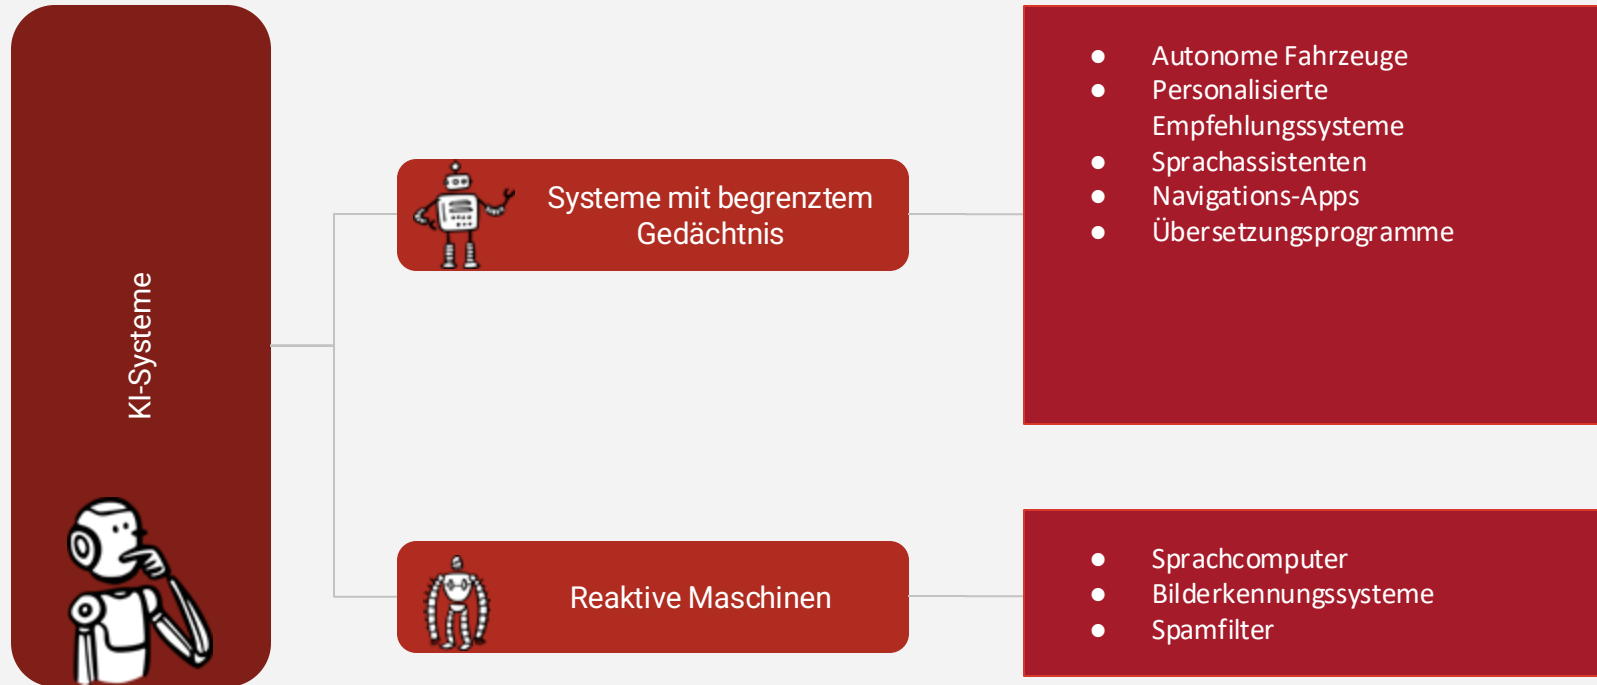 KI-Systeme
Systeme mit begrenztem
Gedächtnis
● Autonome Fahrzeuge
● Personalisierte
Empfehlungssysteme
● Sprachassistenten
● Navigations-Apps
● Übersetzungsprogramme
Reaktive Maschinen
● Sprachcomputer
● Bilderkennungssysteme
● Spamfilter